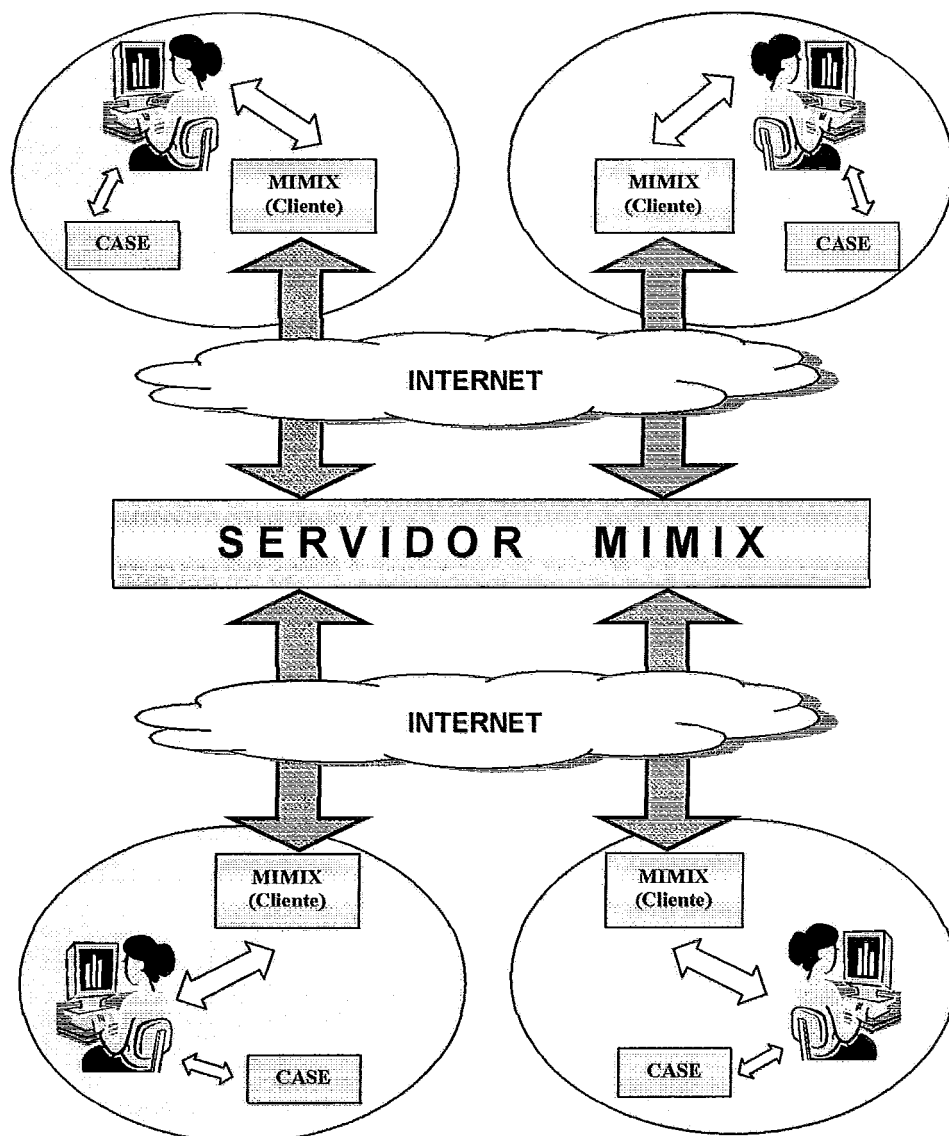 MIMIX
(Cliente)
CASE
MIMIX
(Cliente)
CASE
INTERNET
SERVIDOR MIMIX
INTERNET
MIMIX
(Cliente)
CASE
MIMIX
(Cliente)
CASE